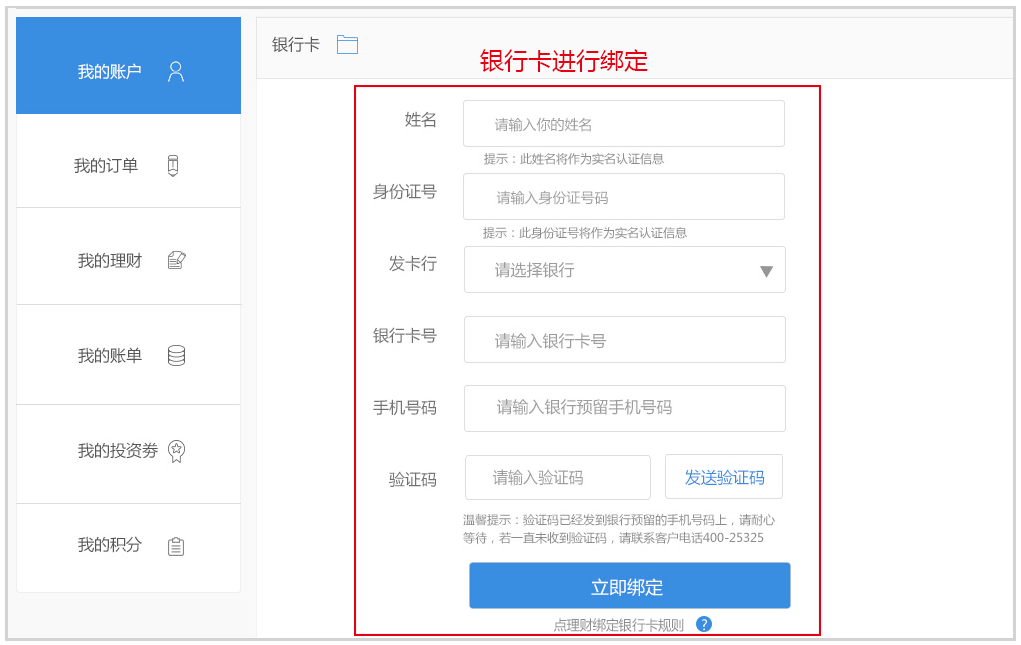 我的账户
我的订单
我的理财
我的账单
我的投资券
我的积分
银行卡
银行卡进行绑定
姓名
请输入你的姓名
提示：此姓名将作为实名认证信息
身份证号
请输入身份证号码
提示：此身份证号将作为实名认证信息
发卡行
请选择银行
银行卡号
请输入银行卡号
手机号码
请输入银行预留手机号码
验证码
请输入验证码
发送验证码
温馨提示：验证码已经发到银行预留的手机号码上，请耐心
等待，若一直未收到验证码，请联系客户电话400-25325
立即绑定
点理财绑定银行卡规则 ?